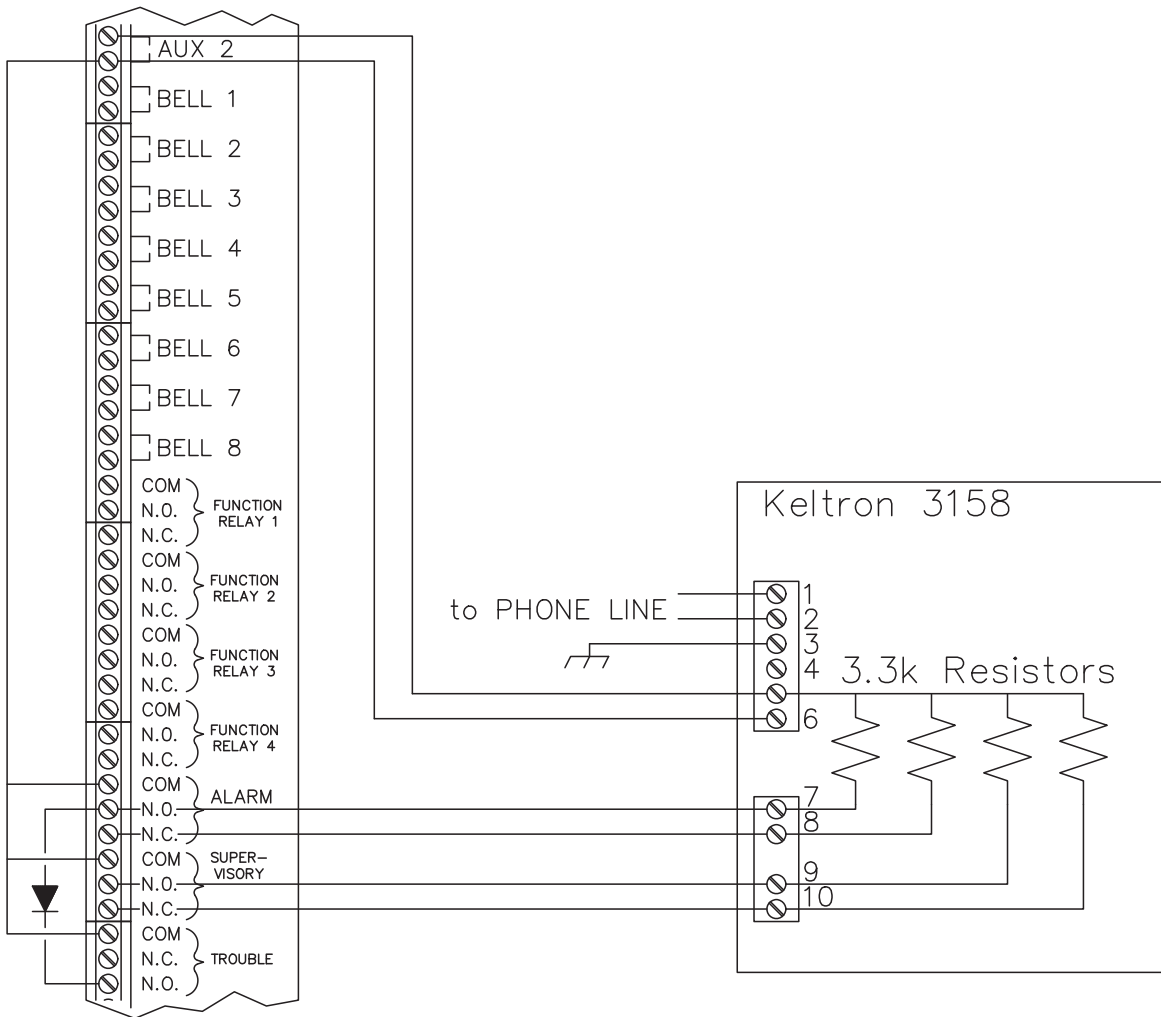 AUX 2
BELL 1
BELL 2
BELL 3
BELL 4
BELL 5
BELL 6
BELL 7
BELL 8
COM
N.O.
N.C.
FUNCTION
RELAY 1
COM
N.O.
N.C.
FUNCTION
RELAY 2
COM
N.O.
N.C.
FUNCTION
RELAY 3
COM
N.O.
N.C.
FUNCTION
RELAY 4
COM
N.O.
N.C.
ALARM
COM
N.O.
N.C.
SUPER-
VISORY
COM
N.C.
N.O.
TROUBLE
Keltron 3158
to PHONE LINE
1
2
3
4
6
3.3k Resistors
7
8
9
10